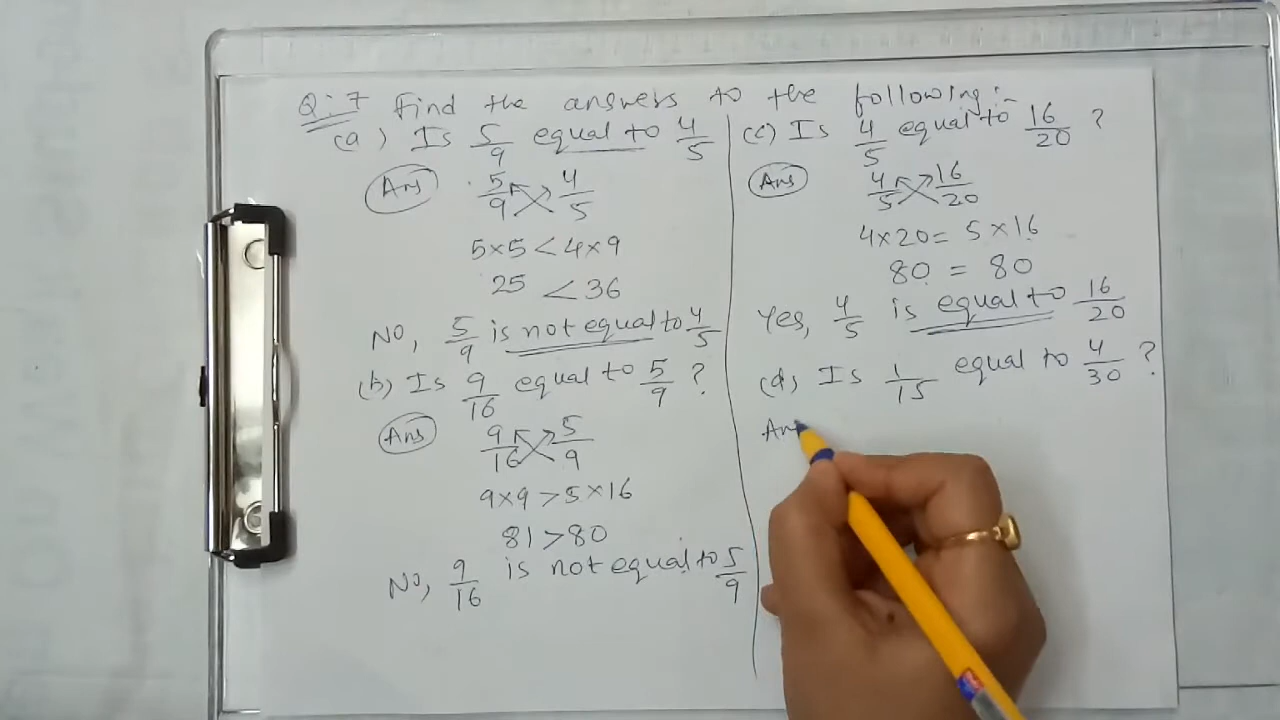 Q:7 Find the answers to the following:-
(a) Is 5/9 equal to 4/5
Ans 5/9 4/5
5×5 < 4×9
25 < 36
No, 5/9 is not equal to 4/5
(b) Is 9/16 equal to 5/9 ?
Ans 9/16 5/9
9×9 > 5×16
81 > 80
No, 9/16 is not equal to 5/9
(c) Is 4/5 equal to 16/20 ?
Ans 4/5 16/20
4×20 = 5×16
80 = 80
Yes, 4/5 is equal to 16/20
(d) Is 1/15 equal to 4/30 ?
An